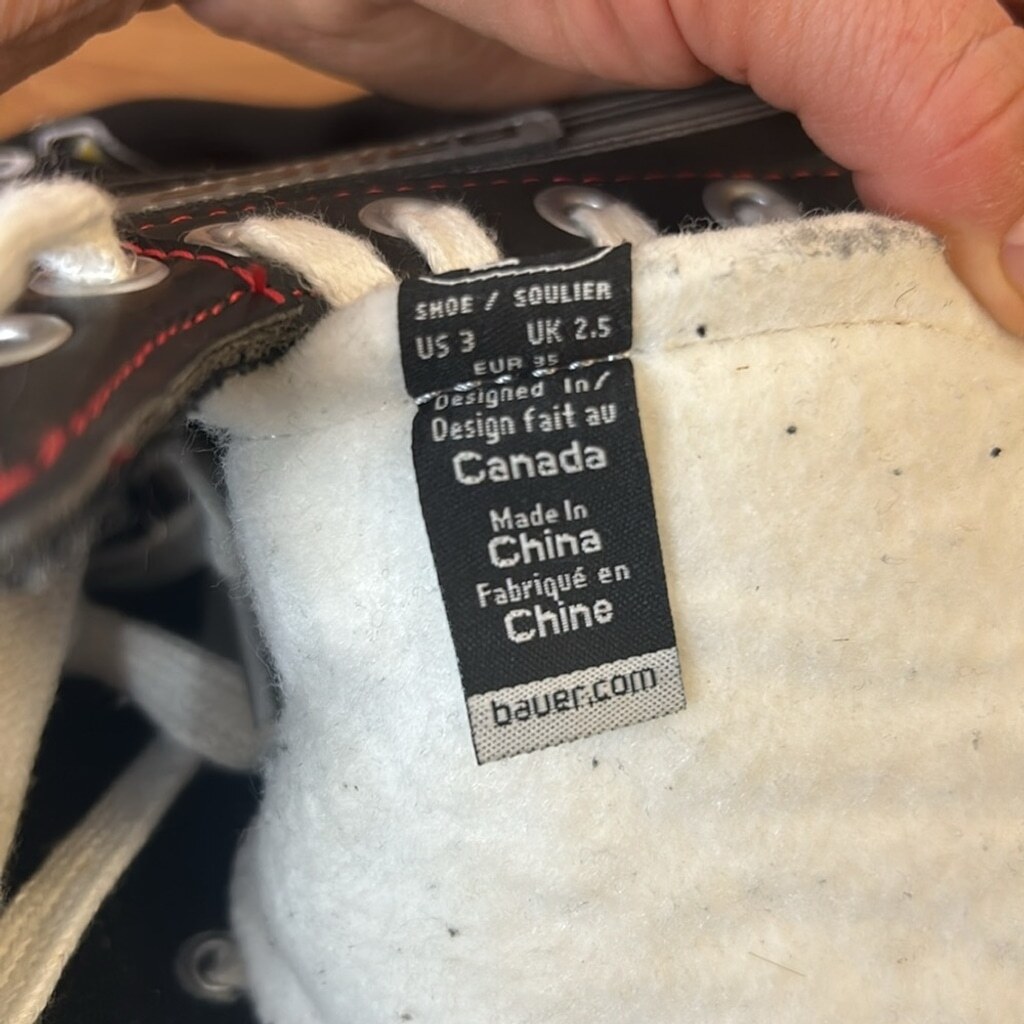 SHOE / SOULIER
US 3 UK 2.5
EUR 35
Designed In/
Design fait au
Canada
Made In
China
Fabriqué en
Chine
bauer.com